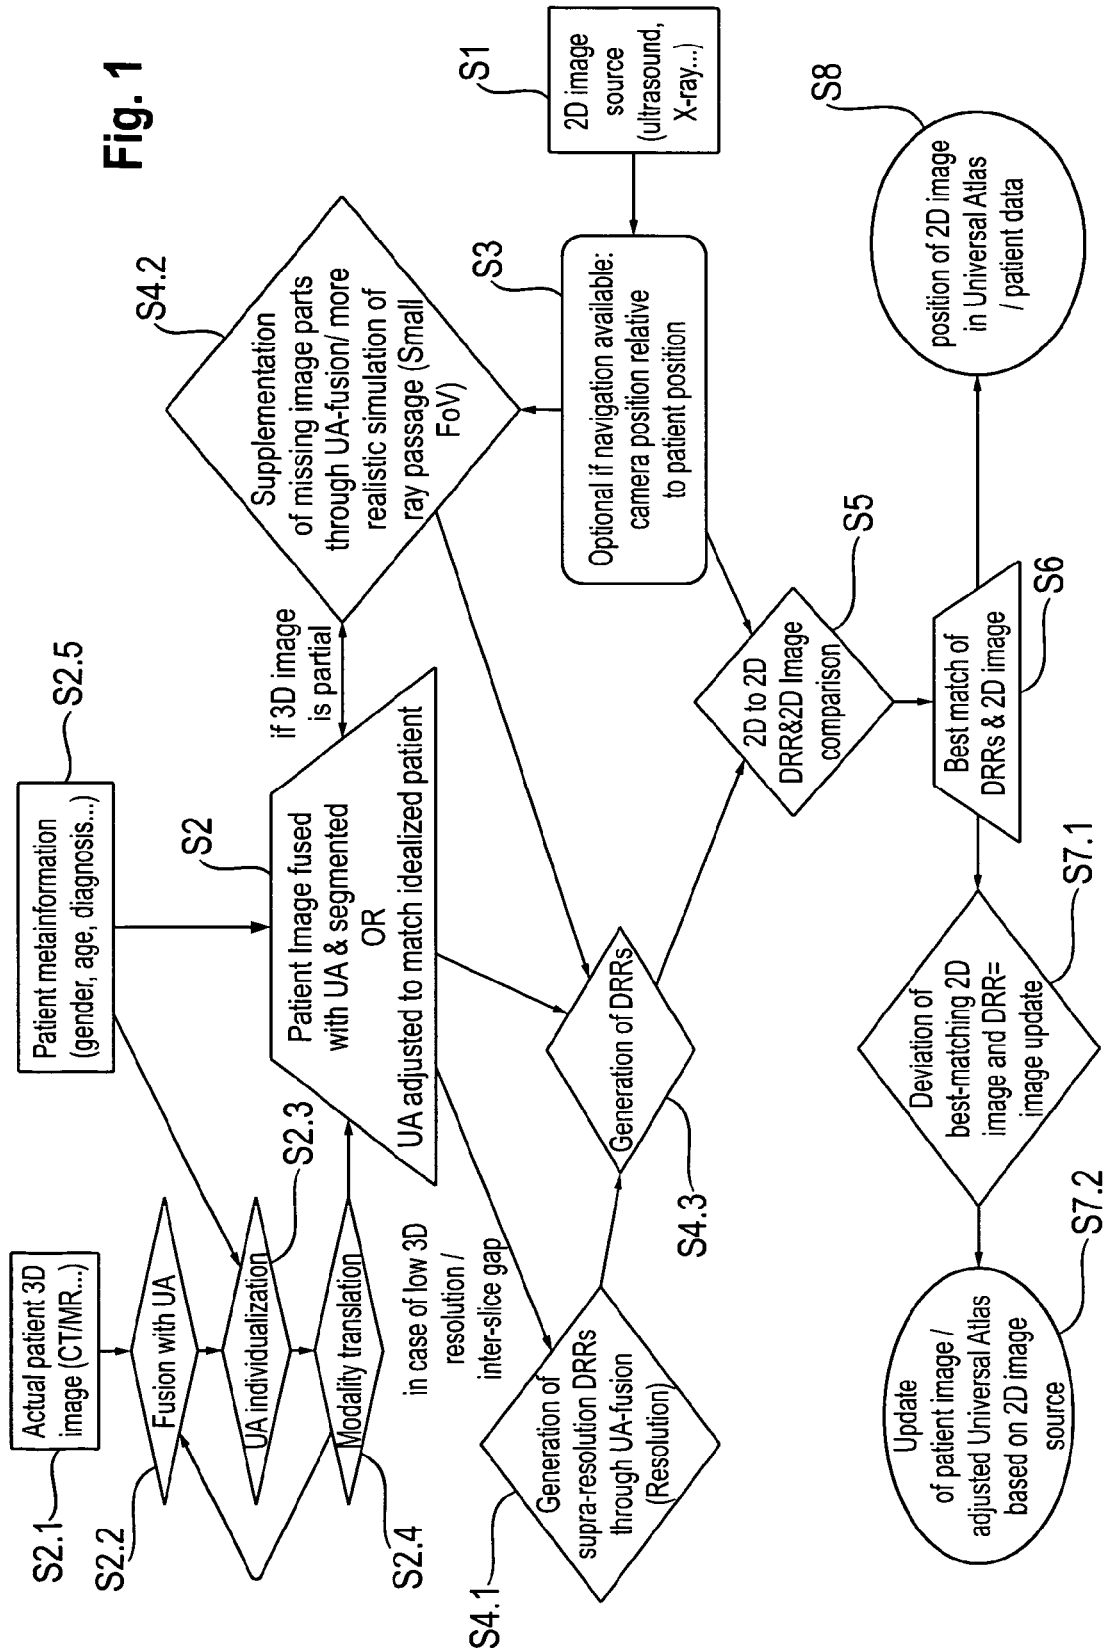 Fig. 1
S2.1
Actual patient 3D
image (CT/MR...)
S2.2
Fusion with UA
UA individualization
S2.3
Modality translation
S2.4
Patient metainformation
(gender, age, diagnosis...)
S2.5
S2
Patient Image fused
with UA & segmented
OR
UA adjusted to match idealized patient
if 3D image
is partial
S4.2
Supplementation
of missing image parts
through UA-fusion/ more
realistic simulation of
ray passage (Small
FoV)
S1
2D image
source
(ultrasound,
X-ray...)
S3
Optional if navigation available:
camera position relative
to patient position
in case of low 3D
resolution /
inter-slice gap
S4.1
Generation of
supra-resolution DRRs
through UA-fusion
(Resolution)
Generation of DRRs
S4.3
S5
2D to 2D
DRR&2D Image
comparison
Best match of
DRRs & 2D image
S6
S8
position of 2D image
in Universal Atlas
/ patient data
Deviation of
best-matching 2D
image and DRR=
image update
S7.1
Update
of patient image /
adjusted Universal Atlas
based on 2D image
source
S7.2